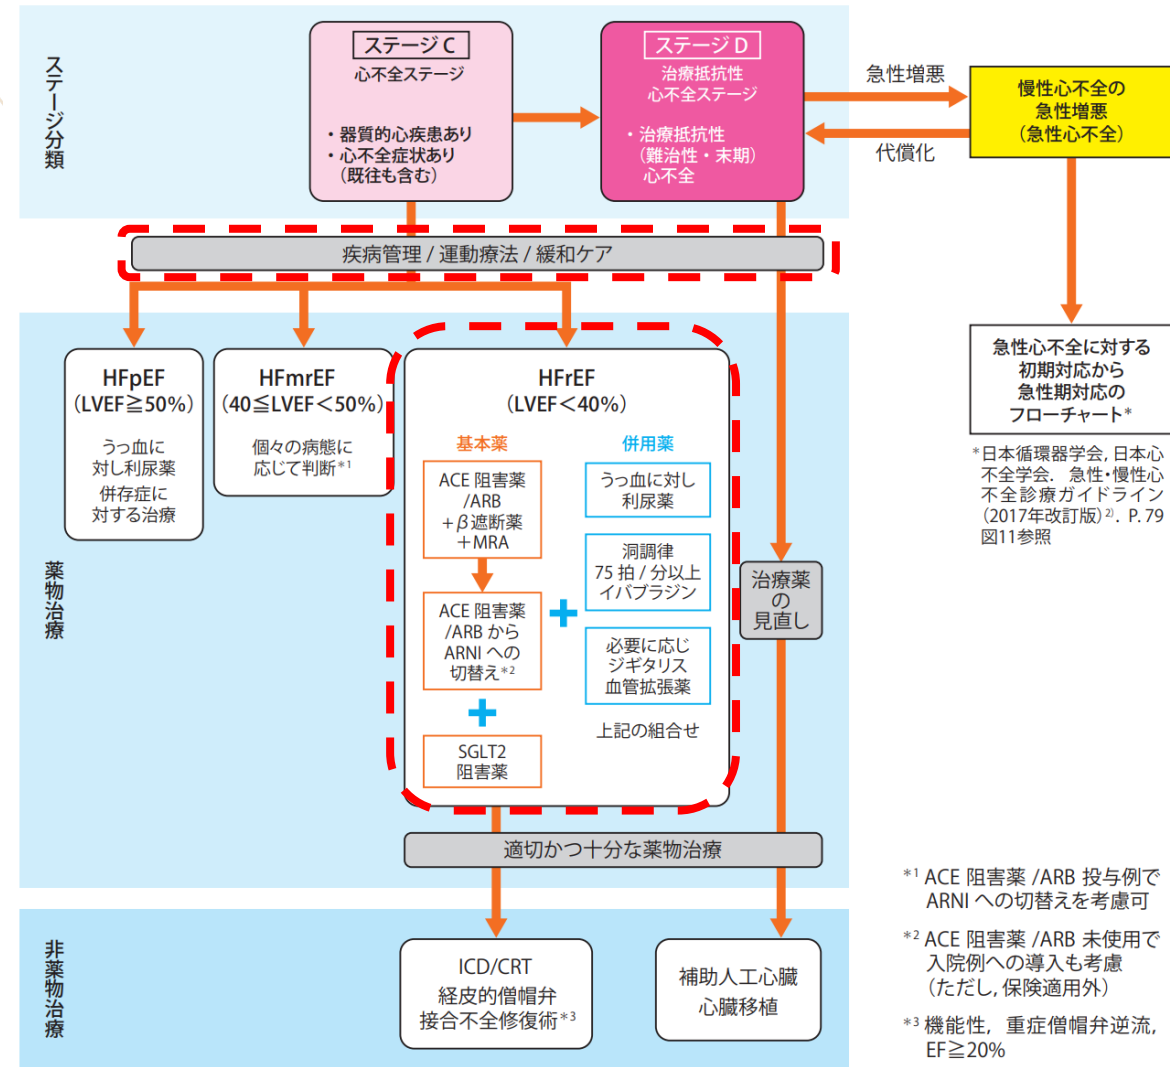 ステージ分類
ステージ C
心不全ステージ
・器質的心疾患あり
・心不全症状あり
（既往も含む）
ステージ D
治療抵抗性
心不全ステージ
・治療抵抗性
（難治性・末期）
心不全
急性増悪
代償化
慢性心不全の
急性増悪
（急性心不全）
疾病管理 / 運動療法 / 緩和ケア
急性心不全に対する
初期対応から
急性期対応の
フローチャート*
*日本循環器学会, 日本心
不全学会. 急性・慢性心
不全診療ガイドライン
（2017年改訂版）2). P. 79
図11参照
薬物治療
HFpEF
（LVEF≧50%）
うっ血に
対し利尿薬
併存症に
対する治療
HFmrEF
（40≦LVEF＜50%）
個々の病態に
応じて判断*1
HFrEF
（LVEF＜40%）
基本薬
ACE 阻害薬
/ARB
＋β遮断薬
＋MRA
ACE 阻害薬
/ARB から
ARNI への
切替え*2
+
SGLT2
阻害薬
+
併用薬
うっ血に対し
利尿薬
洞調律
75 拍 / 分以上
イバブラジン
必要に応じ
ジギタリス
血管拡張薬
上記の組合せ
治療薬
の
見直し
適切かつ十分な薬物治療
非薬物治療
ICD/CRT
経皮的僧帽弁
接合不全修復術*3
補助人工心臓
心臓移植
*1 ACE 阻害薬 /ARB 投与例で
ARNI への切替えを考慮可
*2 ACE 阻害薬 /ARB 未使用で
入院例への導入も考慮
（ただし, 保険適用外）
*3 機能性, 重症僧帽弁逆流,
EF≧20%